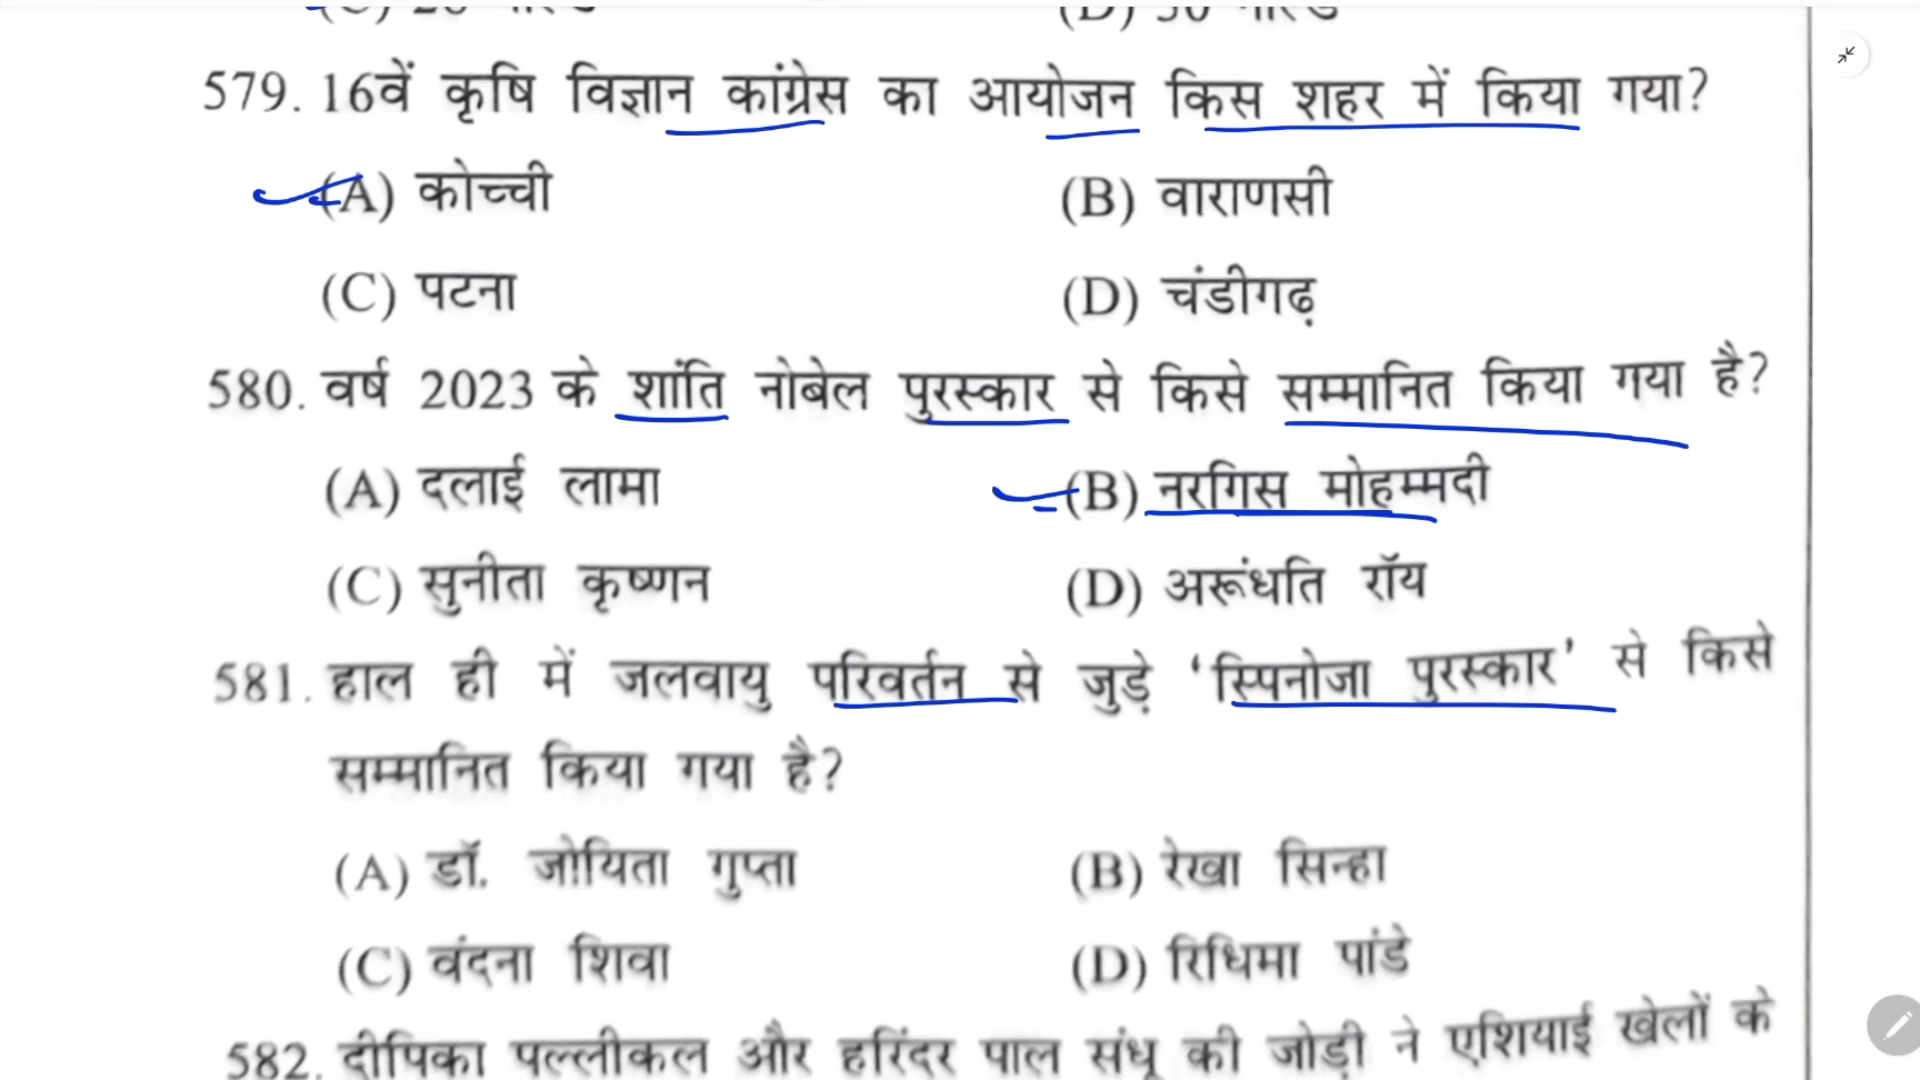 579. 16वें कृषि विज्ञान कांग्रेस का आयोजन किस शहर में किया गया?
(A) कोच्ची (B) वाराणसी
(C) पटना (D) चंडीगढ़
580. वर्ष 2023 के शांति नोबेल पुरस्कार से किसे सम्मानित किया गया है?
(A) दलाई लामा (B) नरगिस मोहम्मदी
(C) सुनीता कृष्णन (D) अरूंधति रॉय
581. हाल ही में जलवायु परिवर्तन से जुड़े ‘स्पिनोजा पुरस्कार’ से किसे
सम्मानित किया गया है?
(A) डॉ. जोयिता गुप्ता (B) रेखा सिन्हा
(C) वंदना शिवा (D) रिधिमा पांडे
582. दीपिका पल्लीकल और हरिंदर पाल संधू की जोड़ी ने एशियाई खेलों के